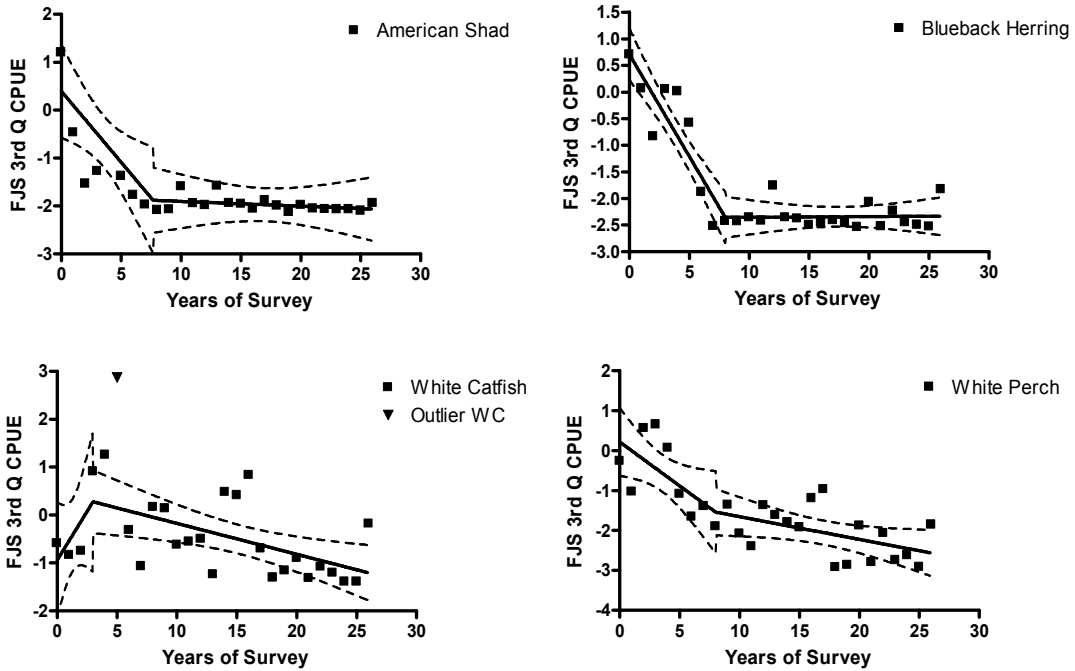 American Shad
FJS 3rd Q CPUE
2
1
0
-1
-2
-3
0 5 10 15 20 25 30
Years of Survey
Blueback Herring
FJS 3rd Q CPUE
1.5
1.0
0.5
0.0
-0.5
-1.0
-1.5
-2.0
-2.5
-3.0
0 5 10 15 20 25 30
Years of Survey
White Catfish
Outlier WC
FJS 3rd Q CPUE
3
2
1
0
-1
-2
0 5 10 15 20 25 30
Years of Survey
White Perch
FJS 3rd Q CPUE
2
1
0
-1
-2
-3
-4
0 5 10 15 20 25 30
Years of Survey